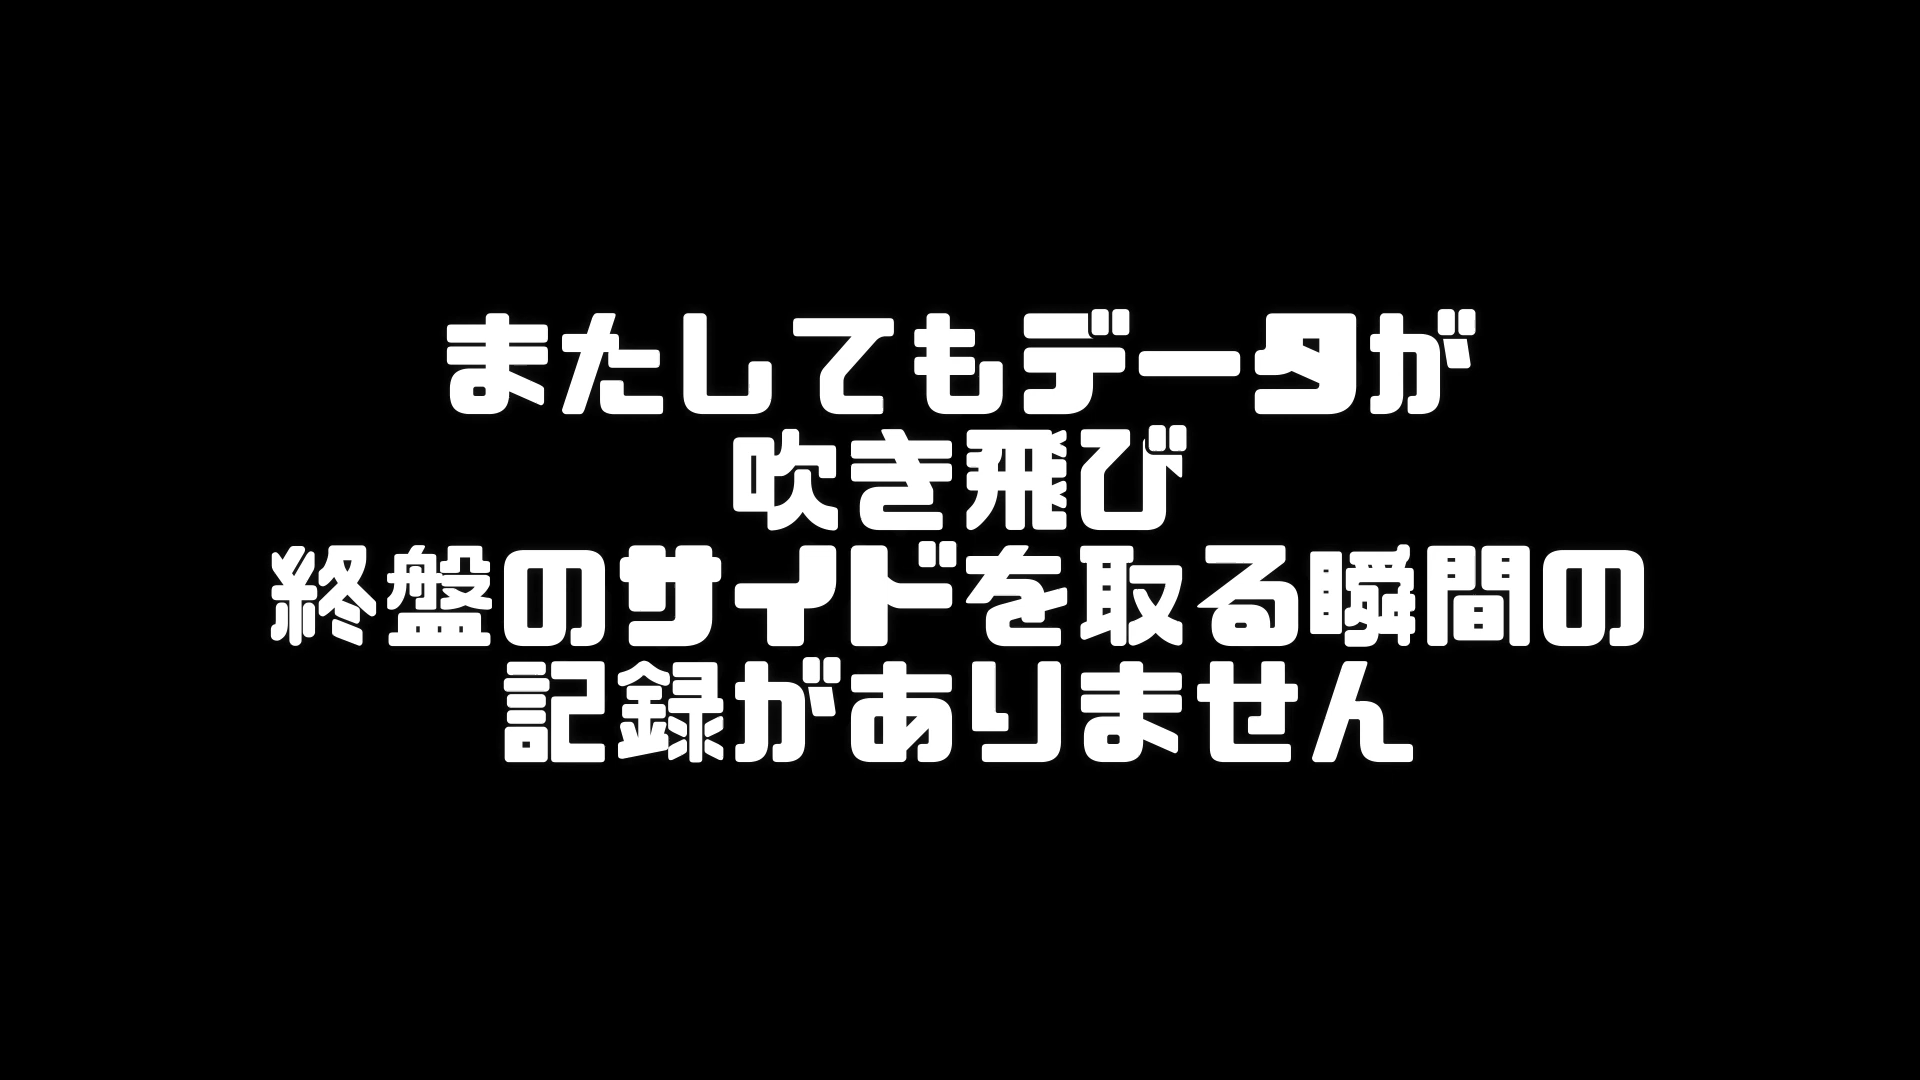 またしてもデータが
吹き飛び
終盤のサイドを取る瞬間の
記録がありません